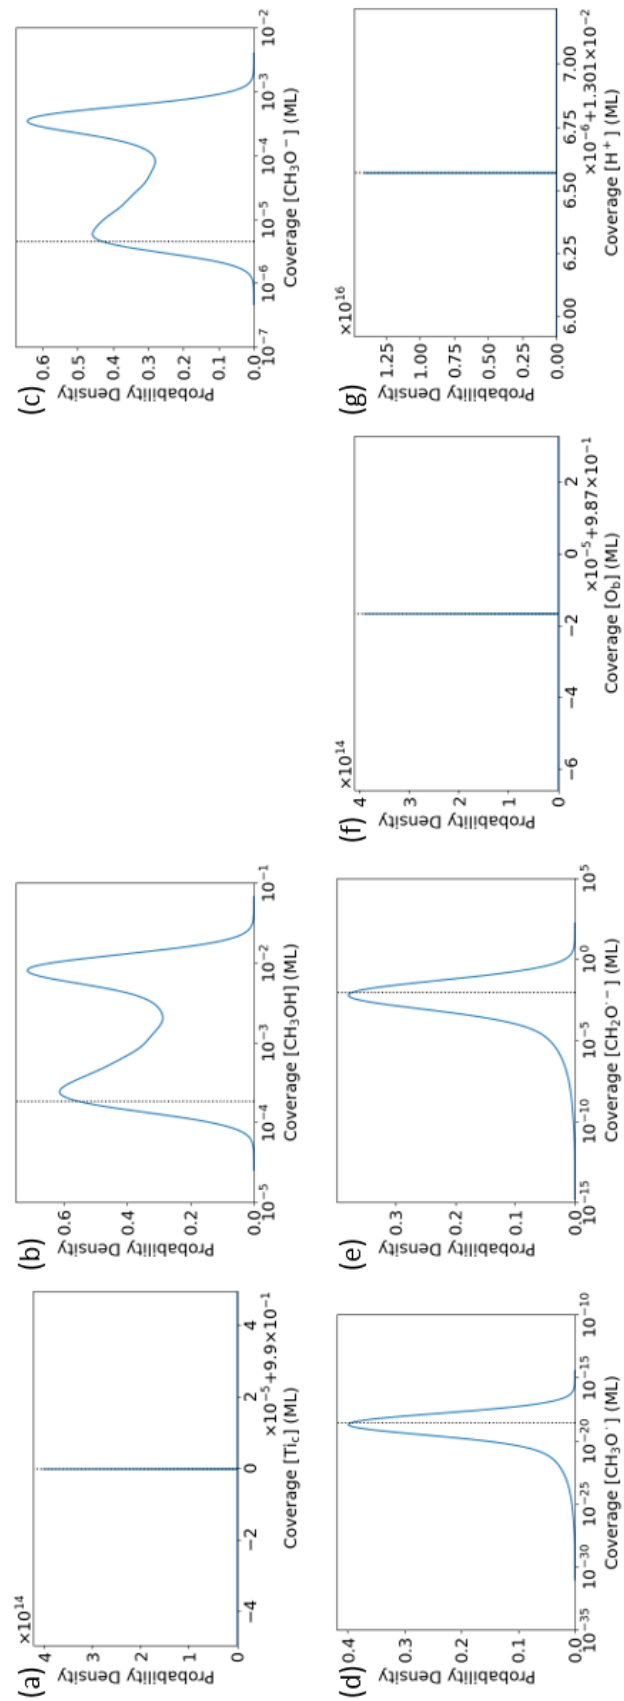 (a)
×10¹⁴
4
3
2
1
0
Probability Density
−4 −2 0 2 4
×10⁻⁵+9.9×10⁻¹
Coverage [Ti_c] (ML)
(b)
0.6
0.4
0.2
0.0
Probability Density
10⁻⁵ 10⁻⁴ 10⁻³ 10⁻² 10⁻¹
Coverage [CH₃OH] (ML)
(c)
0.6
0.5
0.4
0.3
0.2
0.1
0.0
Probability Density
10⁻⁷ 10⁻⁶ 10⁻⁵ 10⁻⁴ 10⁻³ 10⁻²
Coverage [CH₃O⁻] (ML)
(d)
0.4
0.3
0.2
0.1
0.0
Probability Density
10⁻³⁵ 10⁻³⁰ 10⁻²⁵ 10⁻²⁰ 10⁻¹⁵ 10⁻¹⁰
Coverage [CH₃O˙] (ML)
(e)
0.3
0.2
0.1
0.0
Probability Density
10⁻¹⁵ 10⁻¹⁰ 10⁻⁵ 10⁰ 10⁵
Coverage [CH₂O˙⁻] (ML)
(f)
×10¹⁴
4
3
2
1
0
Probability Density
−6 −4 −2 0 2
×10⁻⁵+9.87×10⁻¹
Coverage [O_b] (ML)
(g)
×10¹⁶
1.25
1.00
0.75
0.50
0.25
0.00
Probability Density
6.00 6.25 6.50 6.75 7.00
×10⁻⁶+1.301×10⁻²
Coverage [H⁺] (ML)